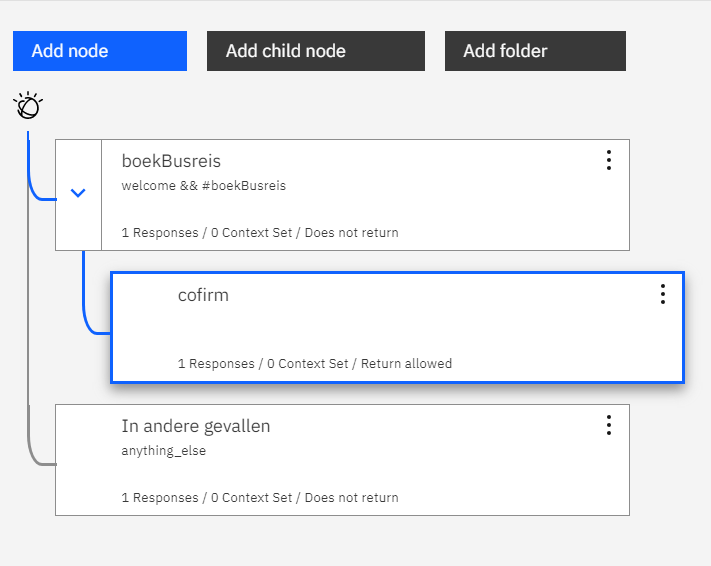 Add node
Add child node
Add folder
boekBusreis
welcome && #boekBusreis
1 Responses / 0 Context Set / Does not return
cofirm
1 Responses / 0 Context Set / Return allowed
In andere gevallen
anything_else
1 Responses / 0 Context Set / Does not return